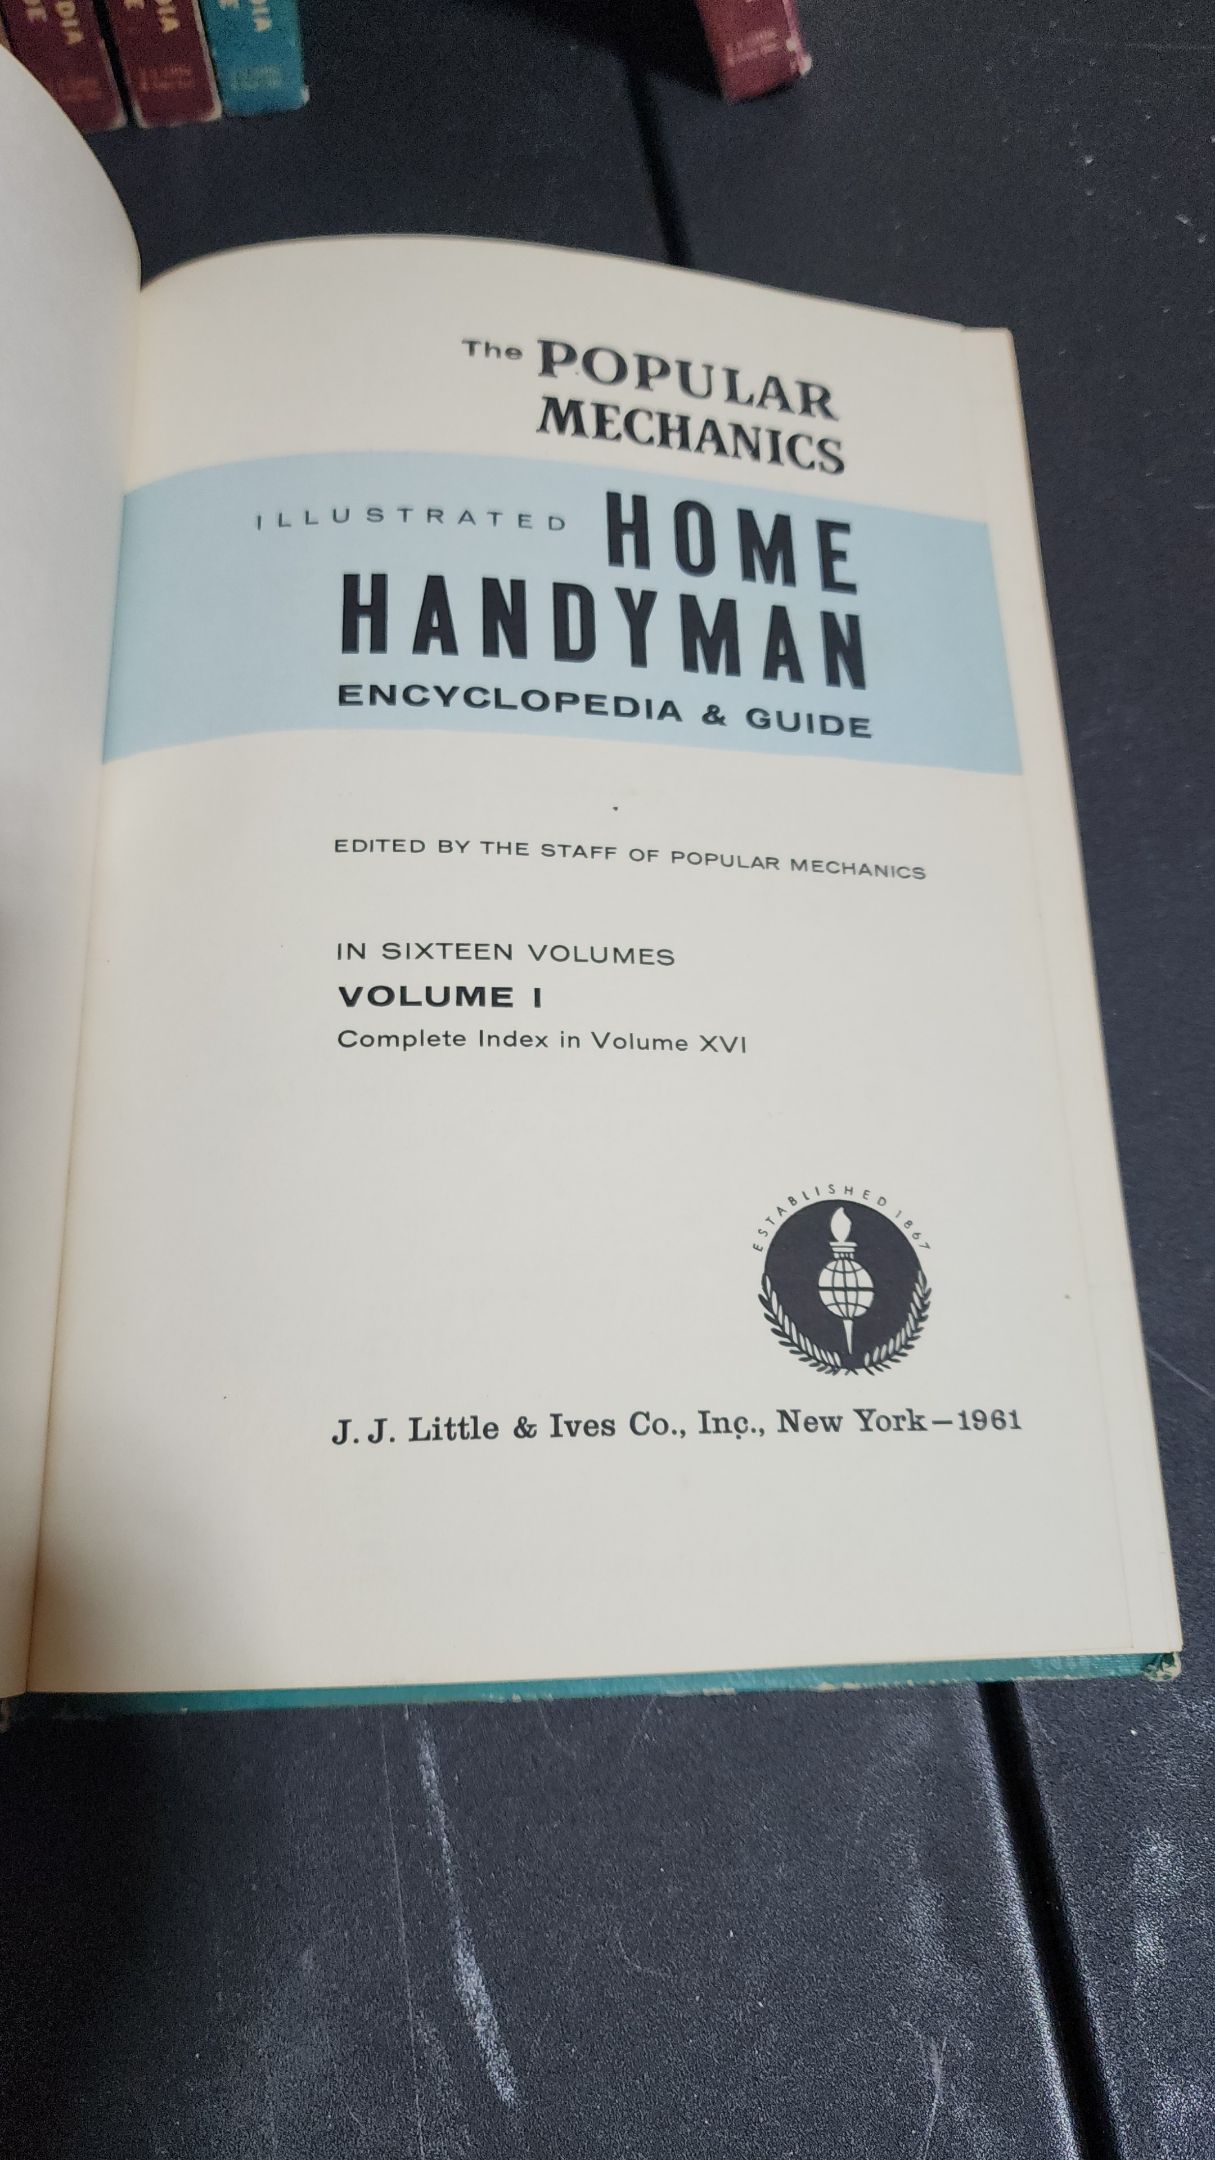 The POPULAR
MECHANICS
ILLUSTRATED HOME
HANDYMAN
ENCYCLOPEDIA & GUIDE
EDITED BY THE STAFF OF POPULAR MECHANICS
IN SIXTEEN VOLUMES
VOLUME I
Complete Index in Volume XVI
ESTABLISHED 1867
J. J. Little & Ives Co., Inc., New York—1961